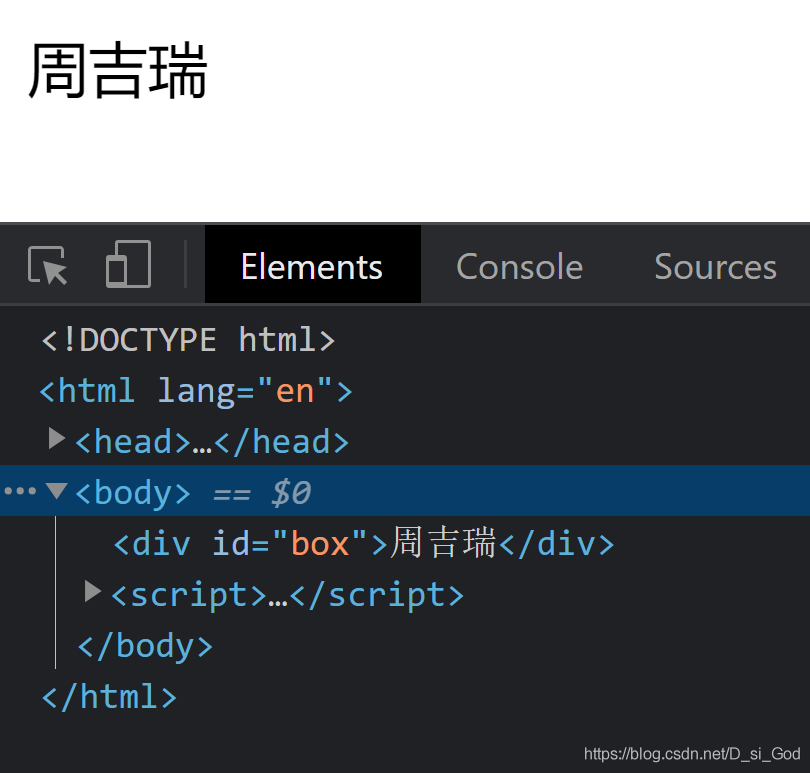 周吉瑞
Elements Console Sources
<!DOCTYPE html>
<html lang="en">
<head>…</head>
<body> == $0
<div id="box">周吉瑞</div>
<script>…</script>
</body>
</html>
https://blog.csdn.net/D_si_God